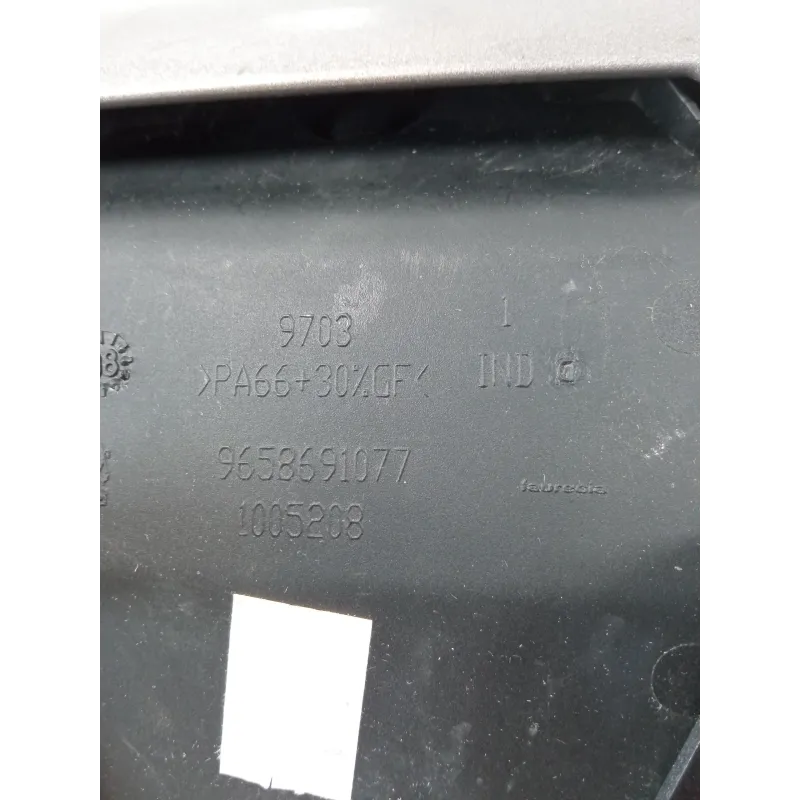 9703
1
>PA66+30%GF<
IND
9658691077
faurecia
1005208